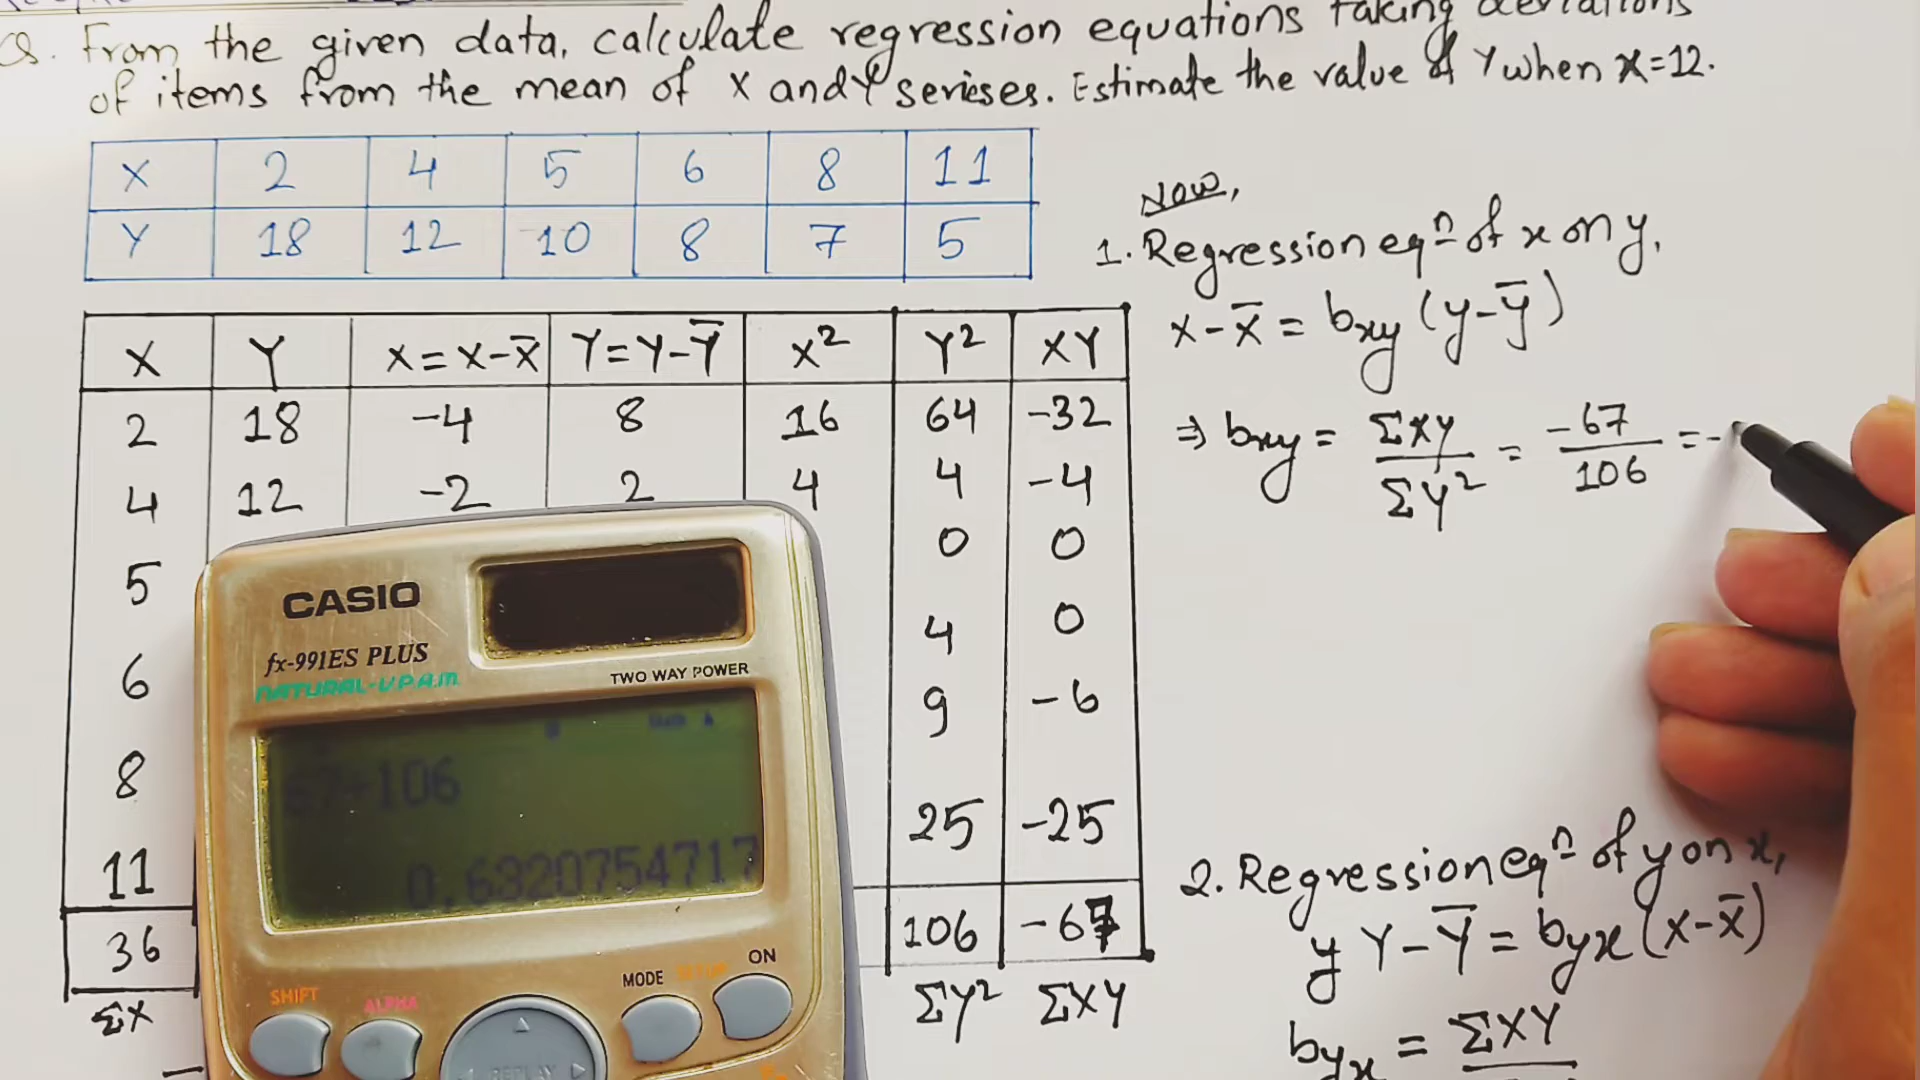 Q. From the given data, calculate regression equations taking deviations
of items from the mean of X and Y serieses. Estimate the value of Y when x=12.
X 2 4 5 6 8 11
Y 18 12 10 8 7 5
X Y x=X-X̄ Y=Y-Ȳ X² Y² XY
2 18 -4 8 16 64 -32
4 12 -2 2 4 4 -4
5 0 0
6 4 0
8 9 -6
11 25 -25
36 106 -67
ΣX ΣY² ΣXY
CASIO
fx-991ES PLUS
NATURAL-V.P.A.M.
TWO WAY POWER
Math ▲
67÷106
0.6320754717
SHIFT
ALPHA
MODE SETUP
ON
REPLAY
Now,
1. Regression eqⁿ of x on y,
x-x̄ = bxy (y-ȳ)
⇒ bxy = ΣXY / ΣY² = -67 / 106 = -
2. Regression eqⁿ of y on x,
y Y-Ȳ = byx (x-x̄)
byx = ΣXY